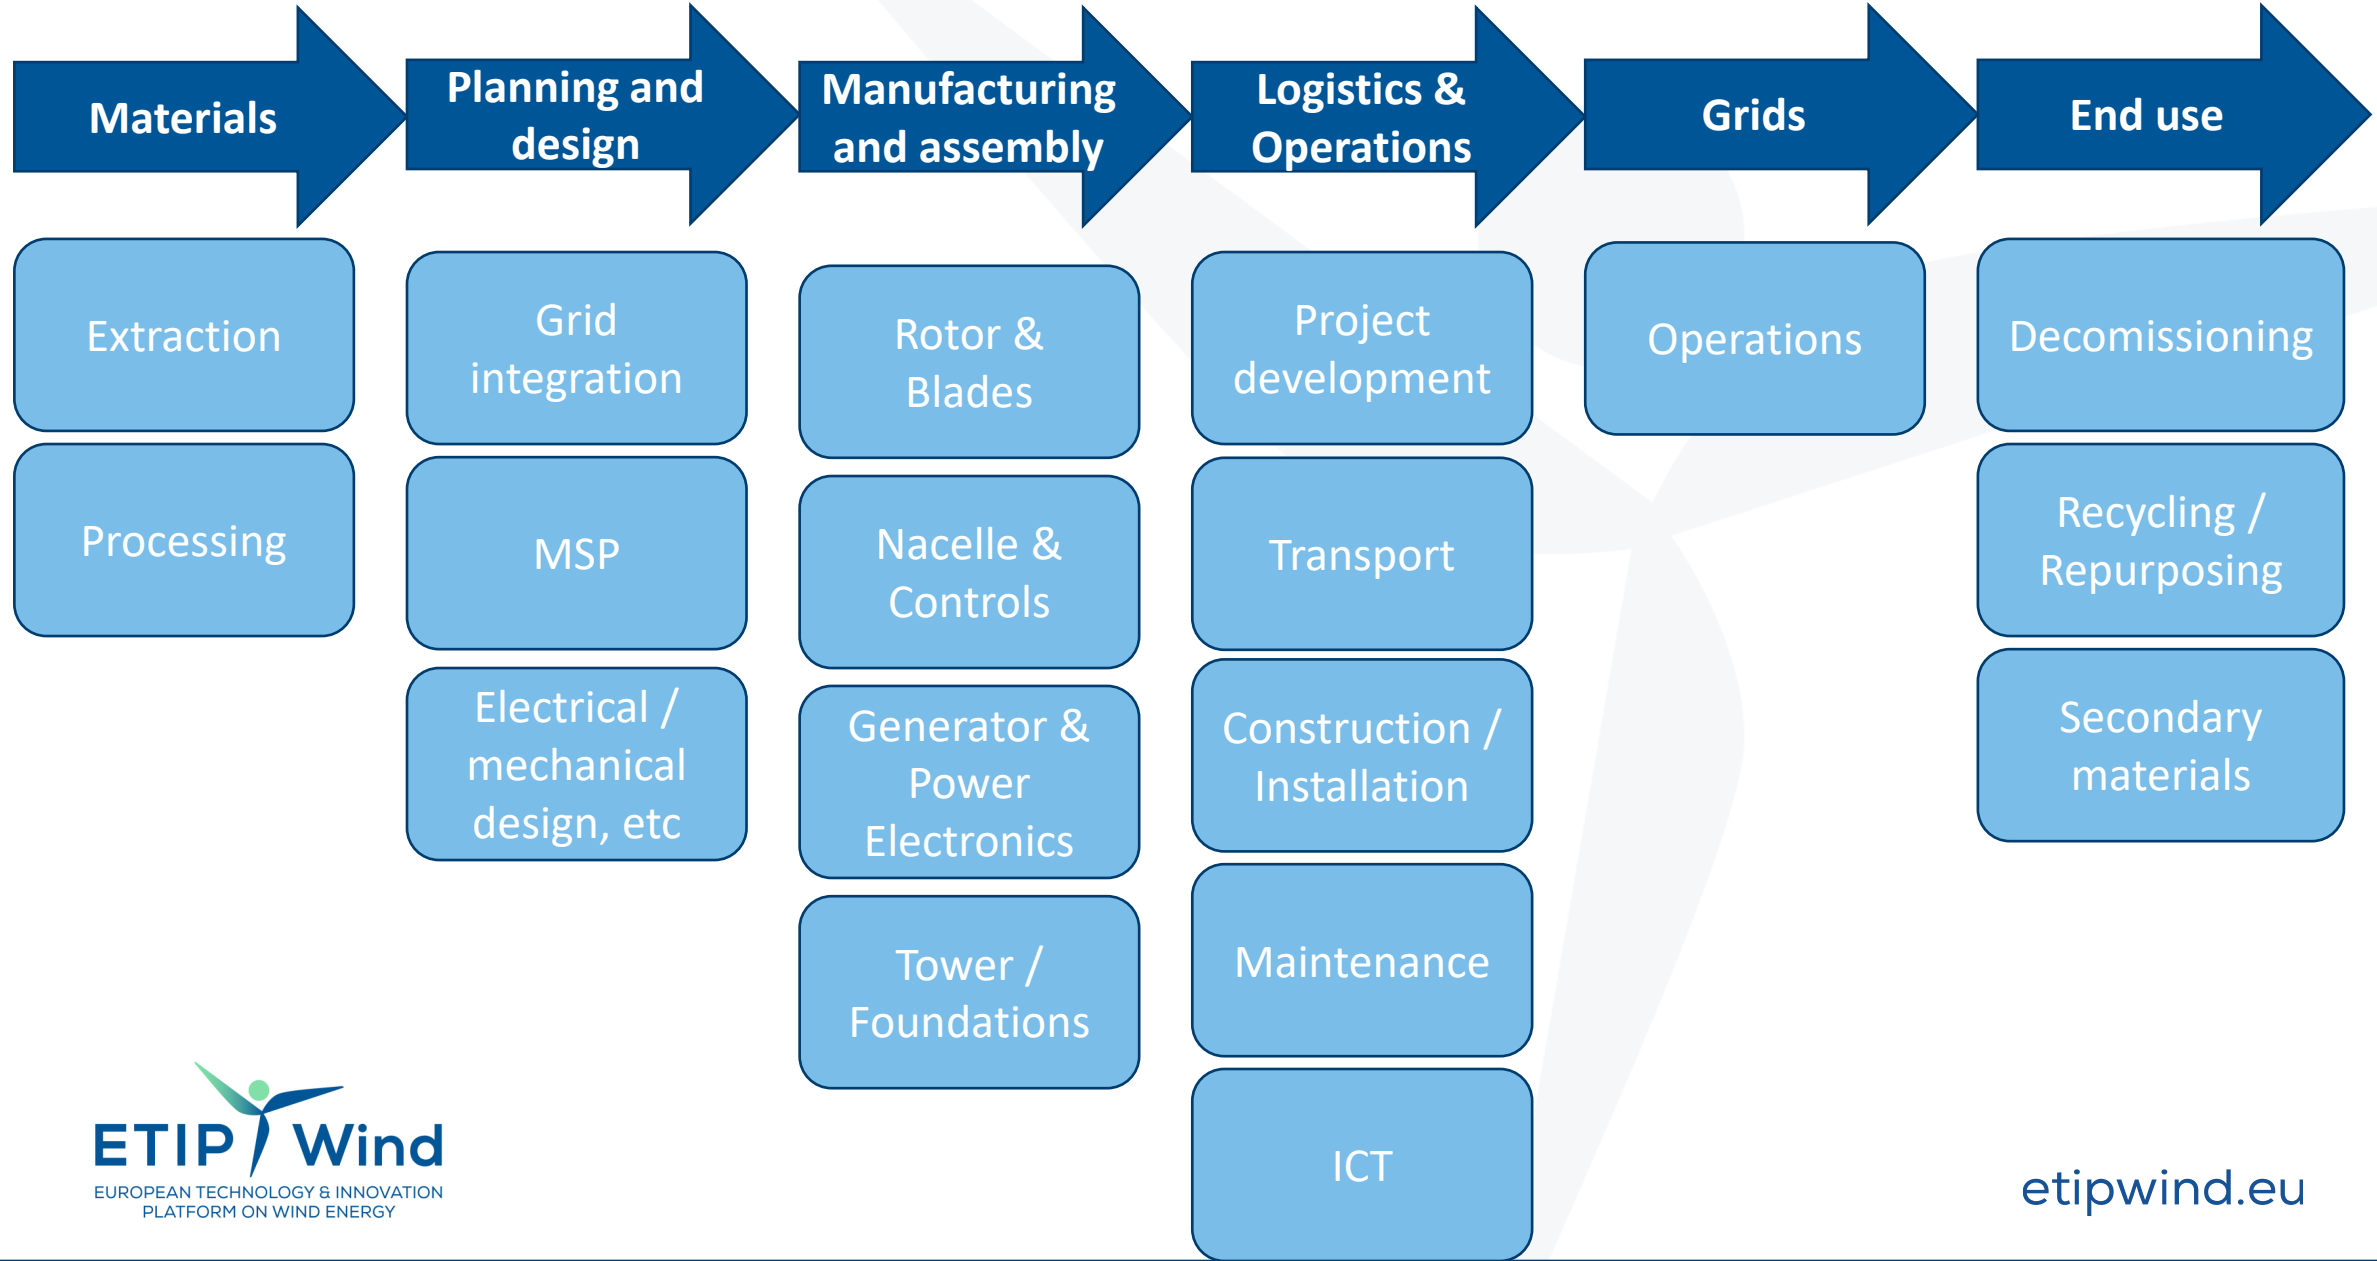 Materials
Planning and
design
Manufacturing
and assembly
Logistics &
Operations
Grids
End use
Extraction
Processing
Grid
integration
MSP
Electrical /
mechanical
design, etc
Rotor &
Blades
Nacelle &
Controls
Generator &
Power
Electronics
Tower /
Foundations
Project
development
Transport
Construction /
Installation
Maintenance
ICT
Operations
Decomissioning
Recycling /
Repurposing
Secondary
materials
ETIP Wind
EUROPEAN TECHNOLOGY & INNOVATION
PLATFORM ON WIND ENERGY
etipwind.eu